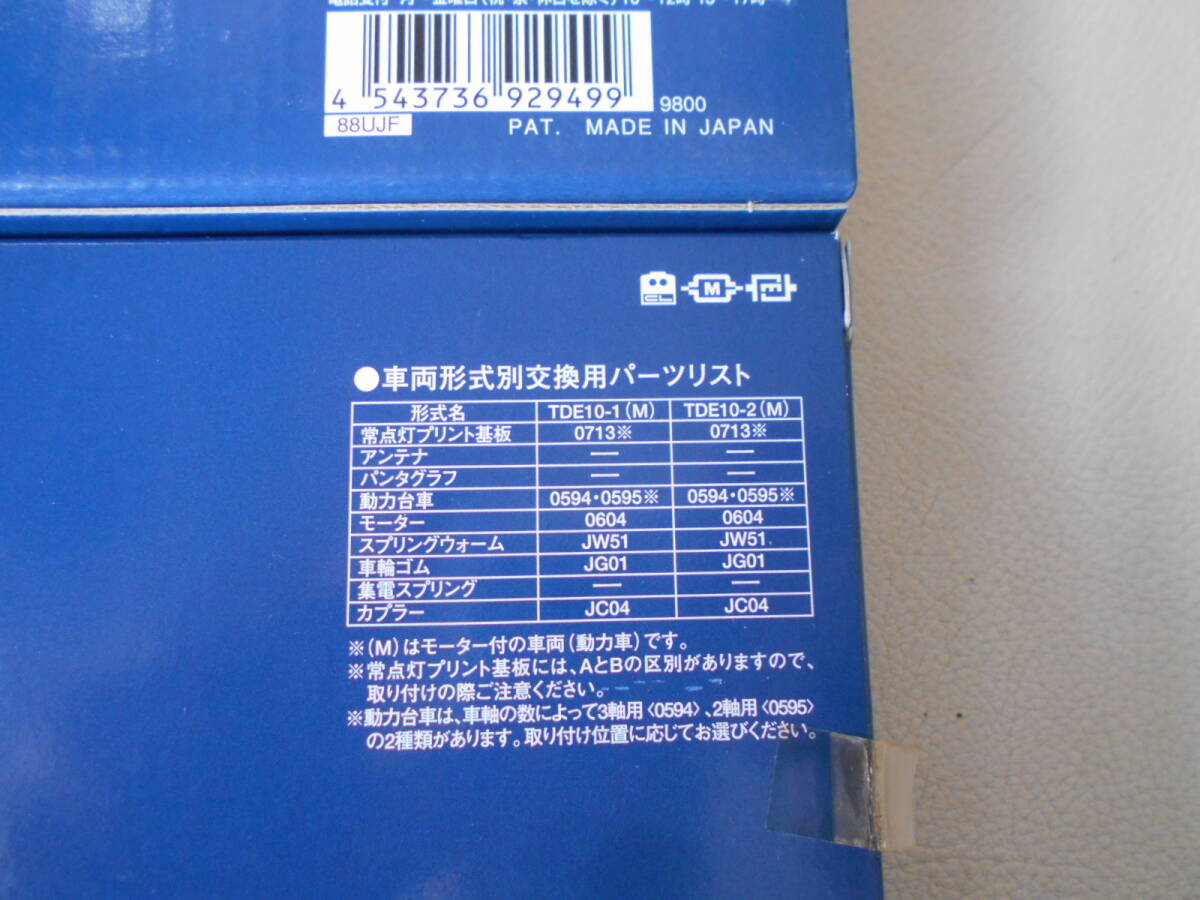 4 543736 929499
9800
88UJF
PAT. MADE IN JAPAN
CL M
●車両形式別交換用パーツリスト
形式名 TDE10-1(M) TDE10-2(M)
常点灯プリント基板 0713※ 0713※
アンテナ — —
パンタグラフ — —
動力台車 0594・0595※ 0594・0595※
モーター 0604 0604
スプリングウォーム JW51 JW51
車輪ゴム JG01 JG01
集電スプリング — —
カプラー JC04 JC04
※(M)はモーター付の車両(動力車)です。
※常点灯プリント基板には、AとBの区別がありますので、
取り付けの際ご注意ください。
※動力台車は、車軸の数によって3軸用〈0594〉、2軸用〈0595〉
の2種類があります。取り付け位置に応じてお選びください。